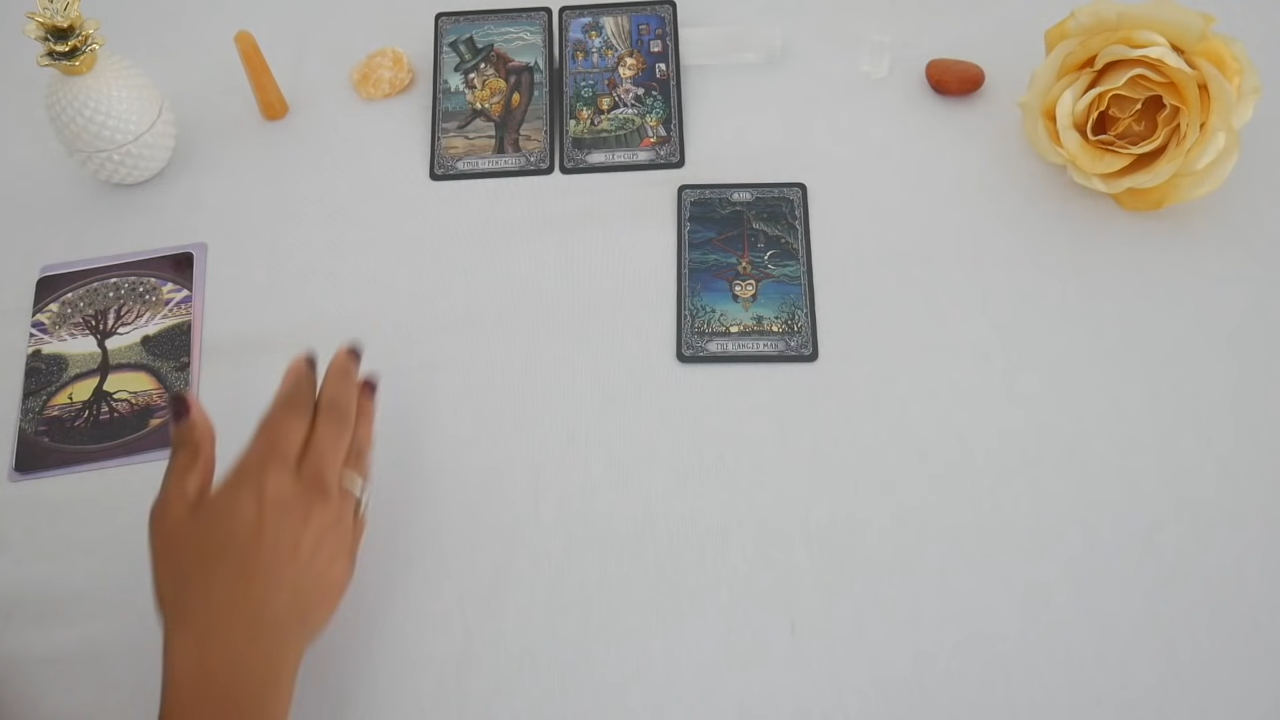 FOUR OF PENTACLES
SIX OF CUPS
XII
THE HANGED MAN